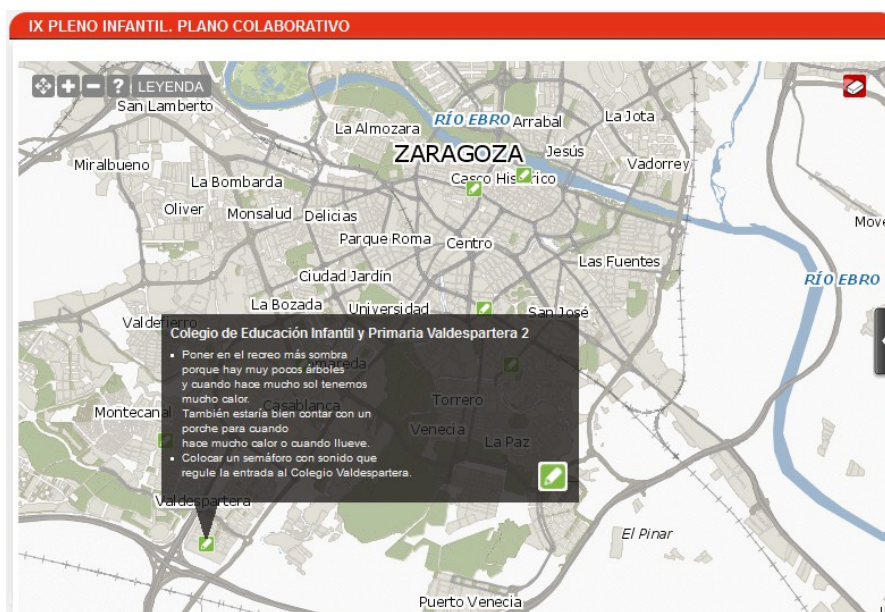 IX PLENO INFANTIL. PLANO COLABORATIVO
? LEYENDA
San Lamberto
La Almozara
RÍO EBRO
Arrabal
La Jota
ZARAGOZA
Jesús
Miralbueno
Vadorrey
La Bombarda
Casco Histórico
Oliver
Monsalud
Delicias
Parque Roma
Centro
Las Fuentes
Ciudad Jardín
RÍO EBRO
La Bozada
Universidad
San José
Valdefierro
Colegio de Educación Infantil y Primaria Valdespartera 2
Poner en el recreo más sombra
porque hay muy pocos árboles
y cuando hace mucho sol tenemos
mucho calor.
También estaría bien contar con un
porche para cuando
hace mucho calor o cuando llueve.
Colocar un semáforo con sonido que
regule la entrada al Colegio Valdespartera.
Montecanal
Casablanca
Torrero
Venecia
La Paz
Valdespartera
El Pinar
Puerto Venecia